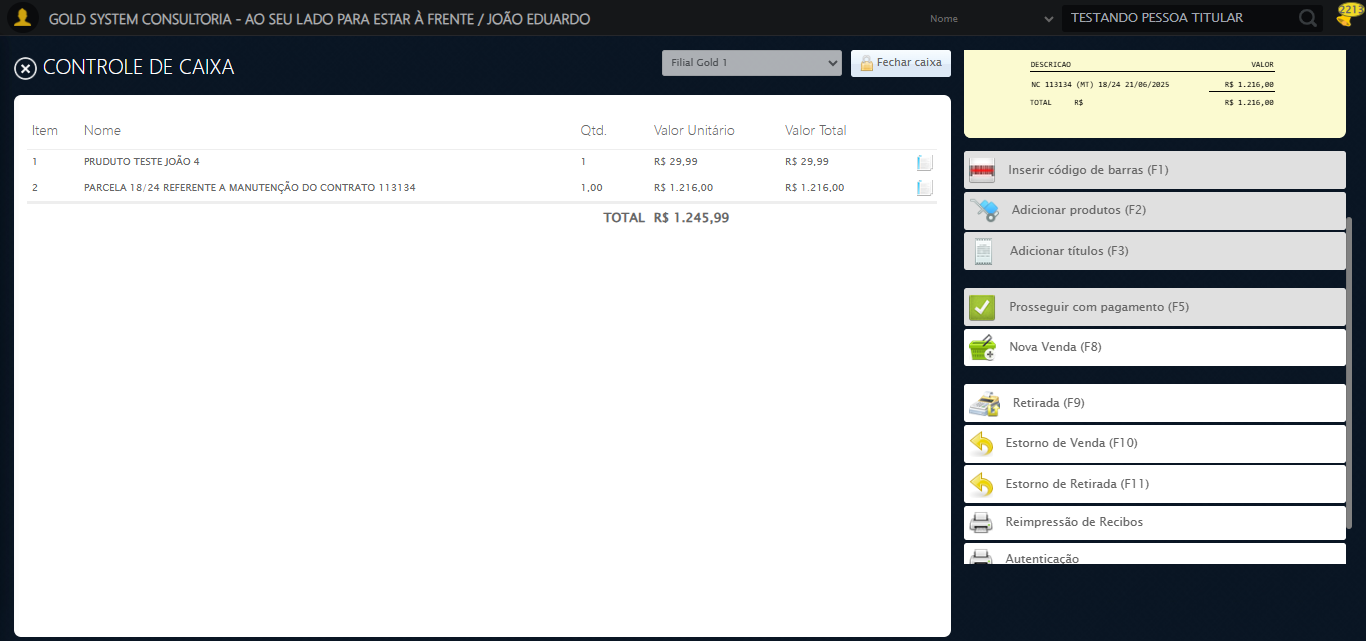 GOLD SYSTEM CONSULTORIA - AO SEU LADO PARA ESTAR À FRENTE / JOÃO EDUARDO
Nome
TESTANDO PESSOA TITULAR
2213
CONTROLE DE CAIXA
Filial Gold 1
Fechar caixa
Item Nome Qtd. Valor Unitário Valor Total
1 PRUDUTO TESTE JOÃO 4 1 R$ 29,99 R$ 29,99
2 PARCELA 18/24 REFERENTE A MANUTENÇÃO DO CONTRATO 113134 1,00 R$ 1.216,00 R$ 1.216,00
TOTAL R$ 1.245,99
DESCRICAO VALOR
NC 113134 (MT) 18/24 21/06/2025 R$ 1.216,00
TOTAL R$ R$ 1.216,00
Inserir código de barras (F1)
Adicionar produtos (F2)
Adicionar títulos (F3)
Prosseguir com pagamento (F5)
Nova Venda (F8)
Retirada (F9)
Estorno de Venda (F10)
Estorno de Retirada (F11)
Reimpressão de Recibos
Autenticação